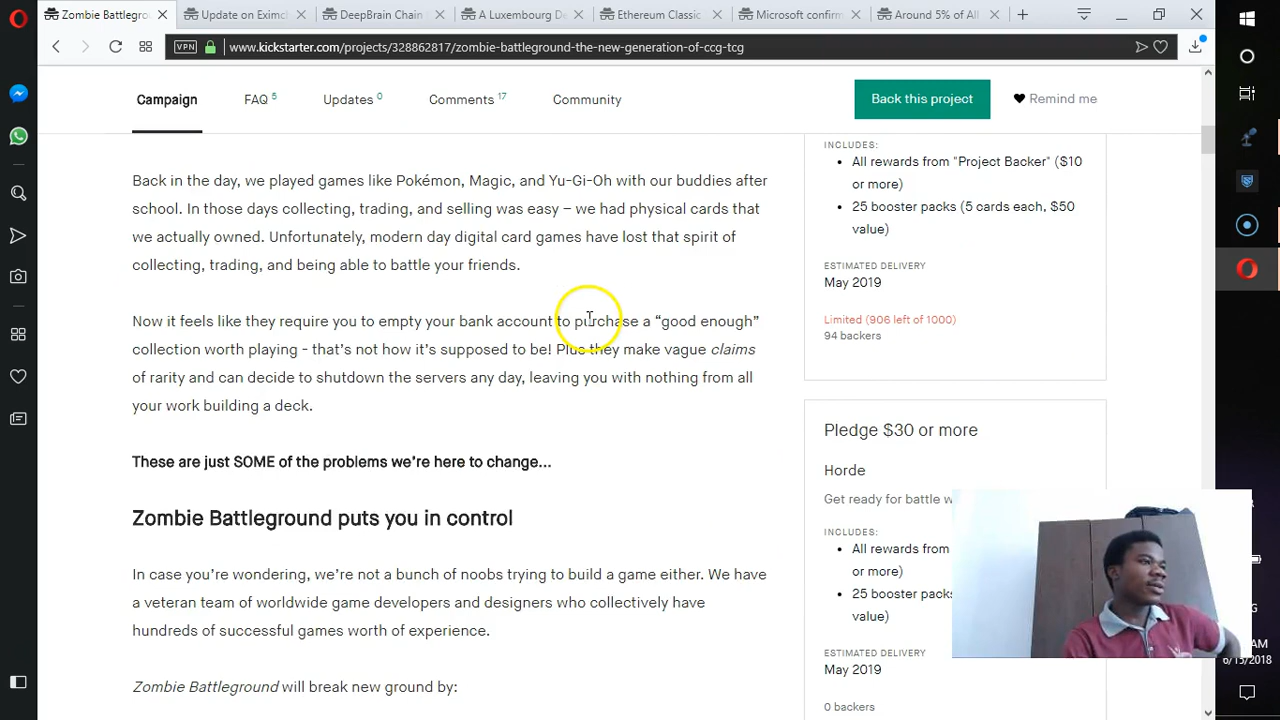 Zombie Battlegro
Update on Eximc
DeepBrain Chain
A Luxembourg De
Ethereum Classic
Microsoft confirm
Around 5% of All
VPN
www.kickstarter.com/projects/328862817/zombie-battleground-the-new-generation-of-ccg-tcg
Campaign
FAQ 5
Updates 0
Comments 17
Community
Back this project
Remind me
Back in the day, we played games like Pokémon, Magic, and Yu-Gi-Oh with our buddies after
school. In those days collecting, trading, and selling was easy – we had physical cards that
we actually owned. Unfortunately, modern day digital card games have lost that spirit of
collecting, trading, and being able to battle your friends.
Now it feels like they require you to empty your bank account to purchase a “good enough”
collection worth playing - that’s not how it’s supposed to be! Plus they make vague claims
of rarity and can decide to shutdown the servers any day, leaving you with nothing from all
your work building a deck.
These are just SOME of the problems we’re here to change...
Zombie Battleground puts you in control
In case you’re wondering, we’re not a bunch of noobs trying to build a game either. We have
a veteran team of worldwide game developers and designers who collectively have
hundreds of successful games worth of experience.
Zombie Battleground will break new ground by:
INCLUDES:
All rewards from "Project Backer" ($10
or more)
25 booster packs (5 cards each, $50
value)
ESTIMATED DELIVERY
May 2019
Limited (906 left of 1000)
94 backers
Pledge $30 or more
Horde
Get ready for battle w
INCLUDES:
All rewards from
or more)
25 booster packs
value)
ESTIMATED DELIVERY
May 2019
0 backers
6/15/2018